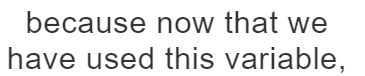 because now that we
have used this variable,